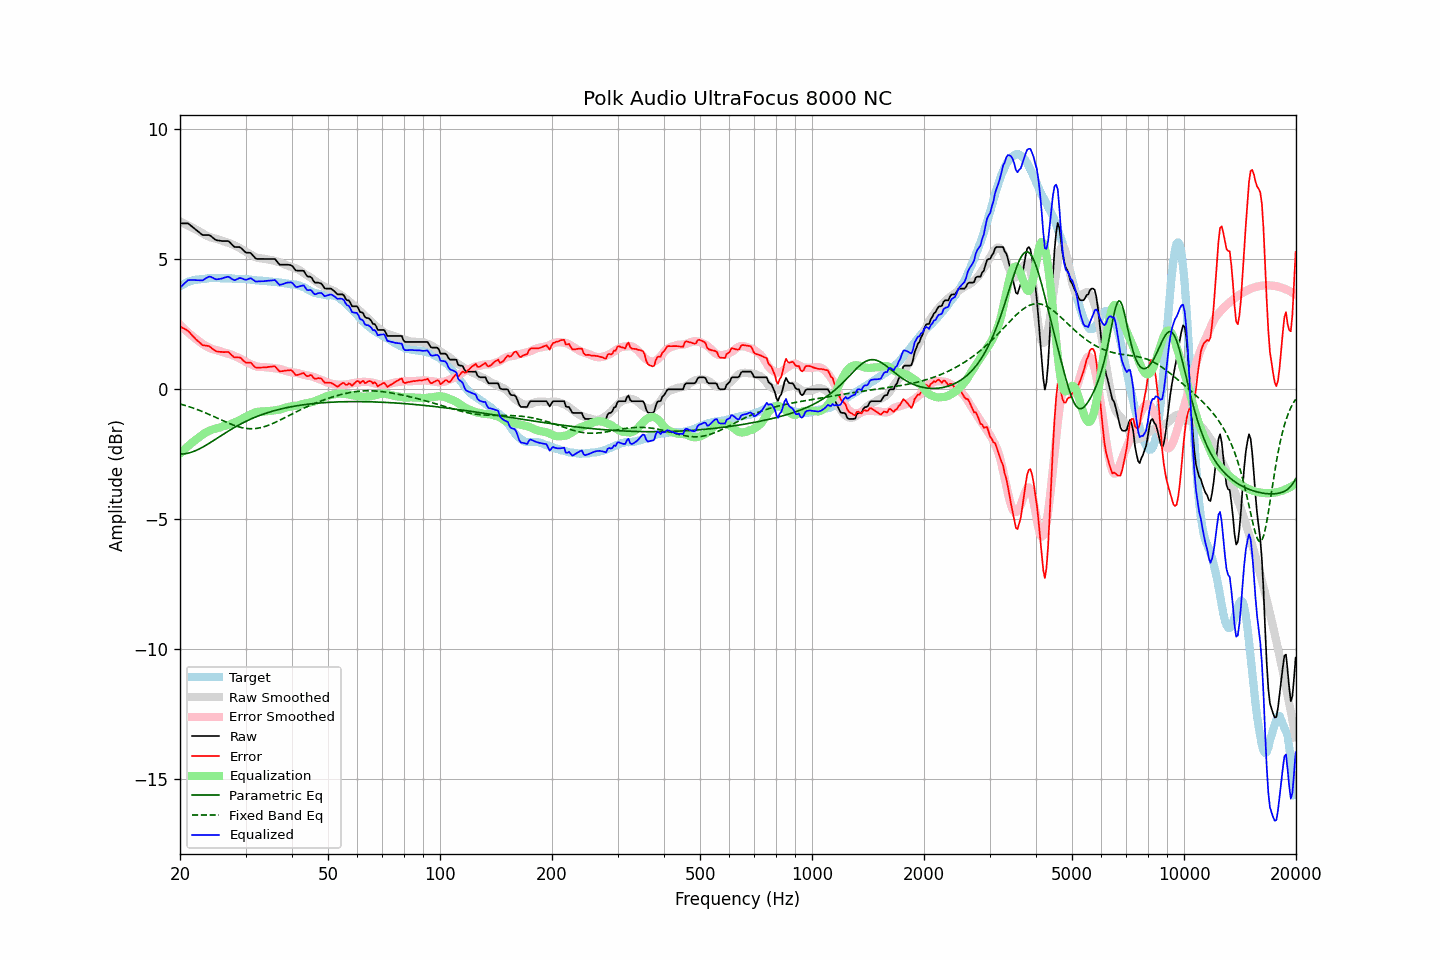 Polk Audio UltraFocus 8000 NC
10
5
0
−5
−10
−15
Amplitude (dBr)
Target
Raw Smoothed
Error Smoothed
Raw
Error
Equalization
Parametric Eq
Fixed Band Eq
Equalized
20 50 100 200 500 1000 2000 5000 10000 20000
Frequency (Hz)